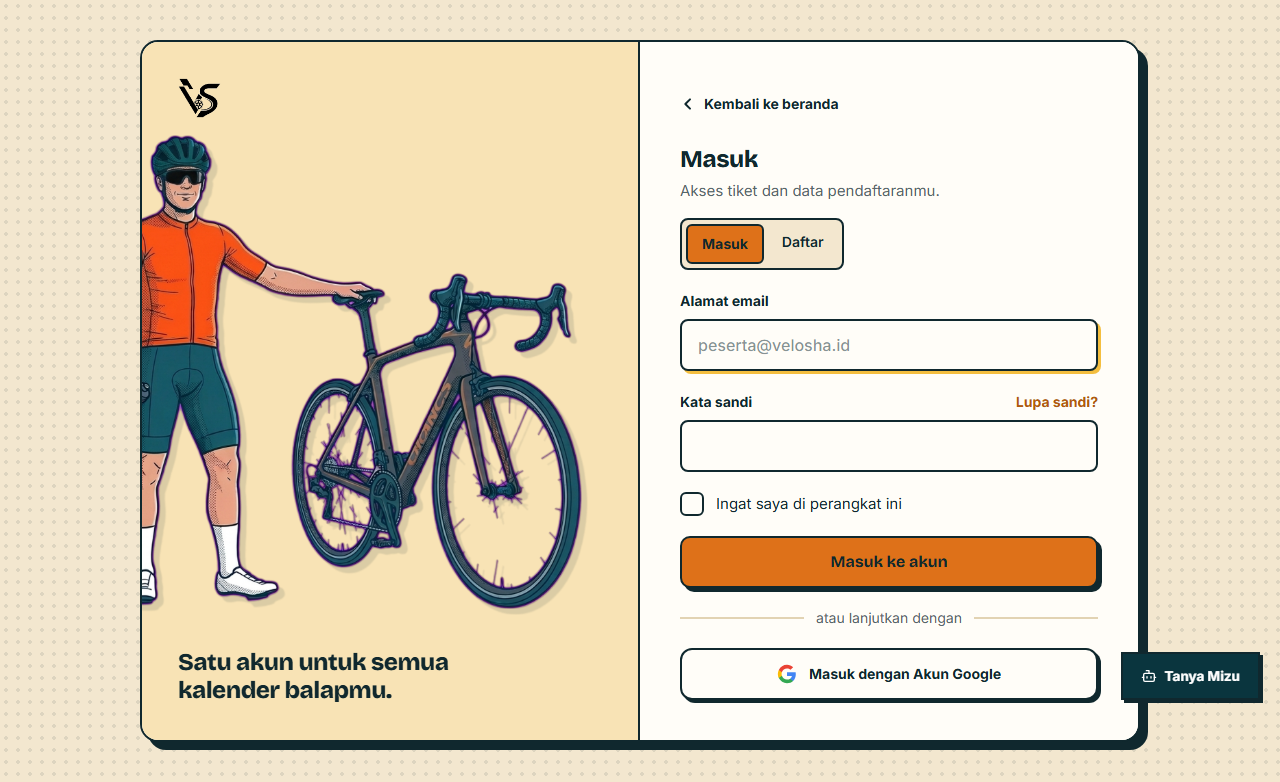 VS
Satu akun untuk semua
kalender balapmu.
Kembali ke beranda
Masuk
Akses tiket dan data pendaftaranmu.
Masuk
Daftar
Alamat email
peserta@velosha.id
Kata sandi
Lupa sandi?
Ingat saya di perangkat ini
Masuk ke akun
atau lanjutkan dengan
Masuk dengan Akun Google
Tanya Mizu